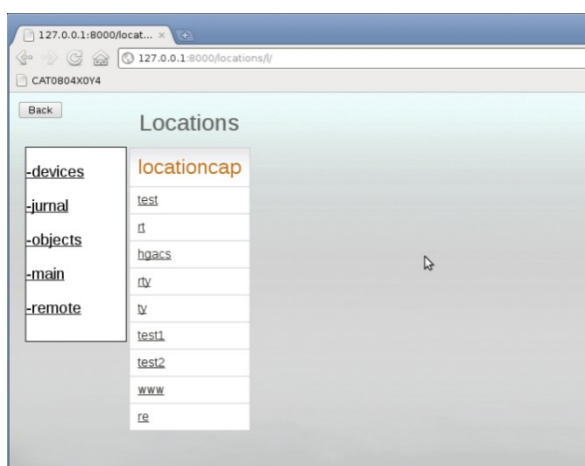 127.0.0.1:8000/locat... ×
127.0.0.1:8000/locations/l/
CAT0804X0Y4
Back
Locations
-devices
-jurnal
-objects
-main
-remote
locationcap
test
rt
hgacs
rty
ty
test1
test2
www
re